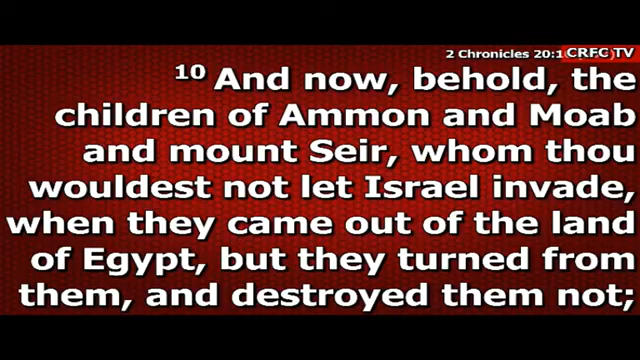 2 Chronicles 20:1
CRFC TV
10 And now, behold, the
children of Ammon and Moab
and mount Seir, whom thou
wouldest not let Israel invade,
when they came out of the land
of Egypt, but they turned from
them, and destroyed them not;